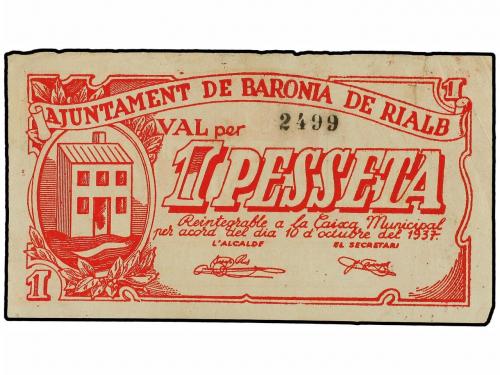 1
AJUNTAMENT DE BARONIA DE RIALB
VAL per 2499
1 PESSETA
Reintegrable a la Caixa Municipal
per acord del dia 10 d'octubre del 1937.
L'ALCALDE EL SECRETARI
1